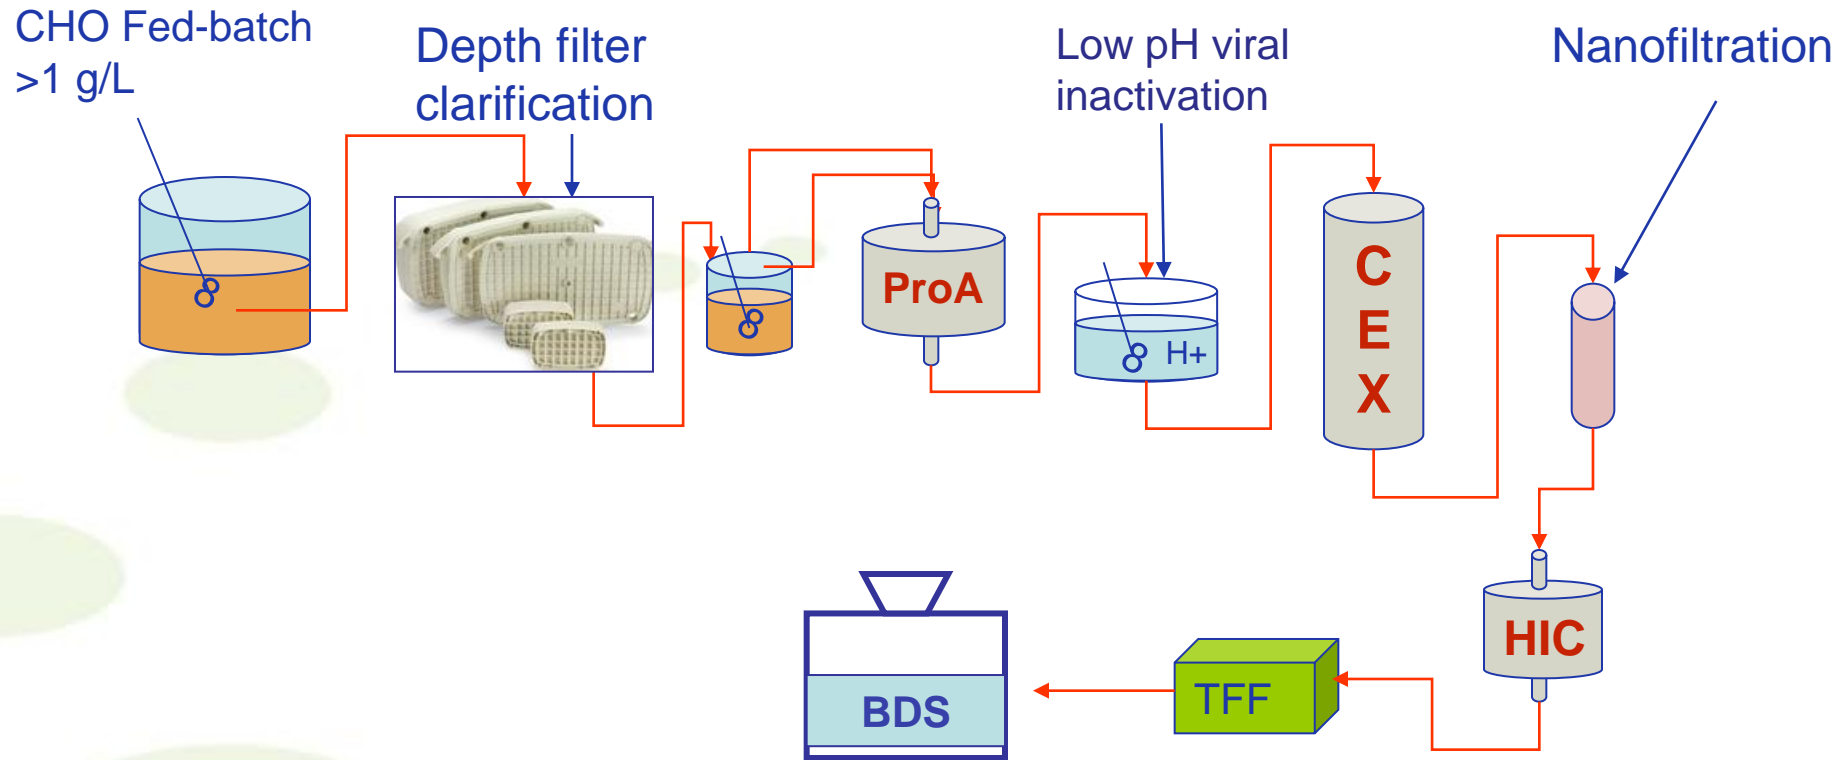 CHO Fed-batch
>1 g/L
Depth filter
clarification
Low pH viral
inactivation
Nanofiltration
ProA
H+
C
E
X
HIC
TFF
BDS